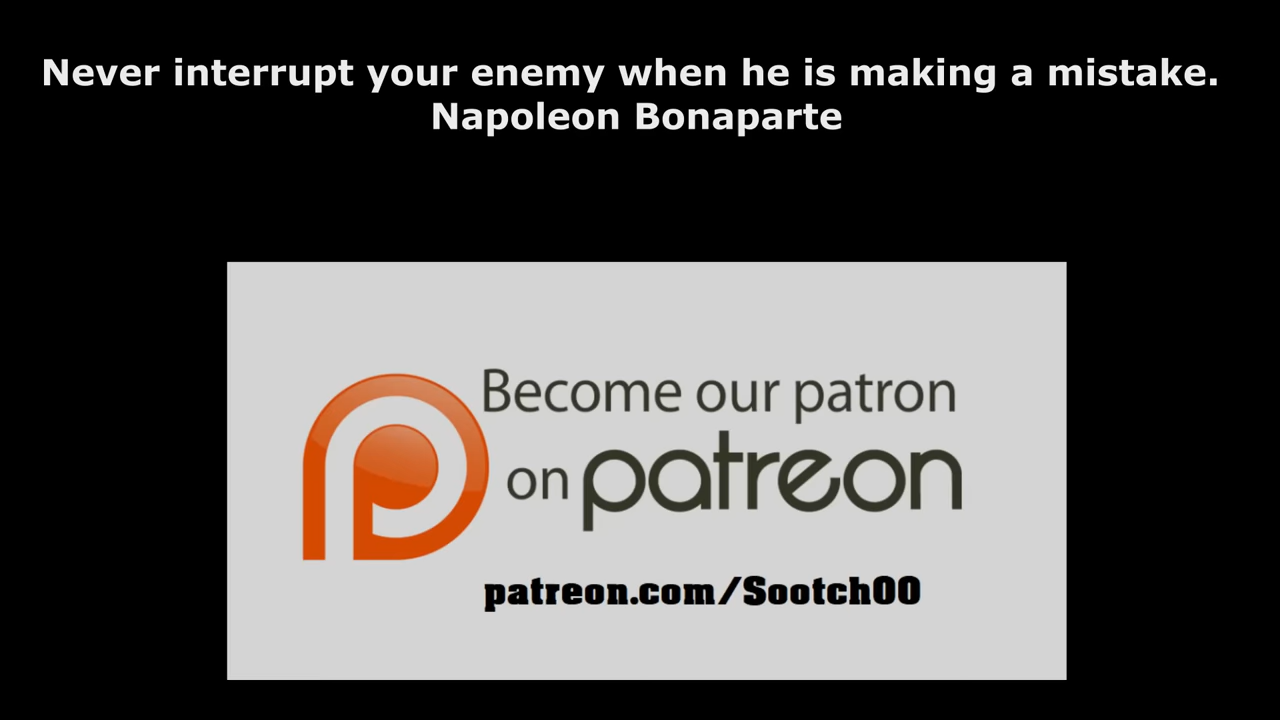 Never interrupt your enemy when he is making a mistake.
Napoleon Bonaparte
Become our patron
on patreon
patreon.com/Sootch00